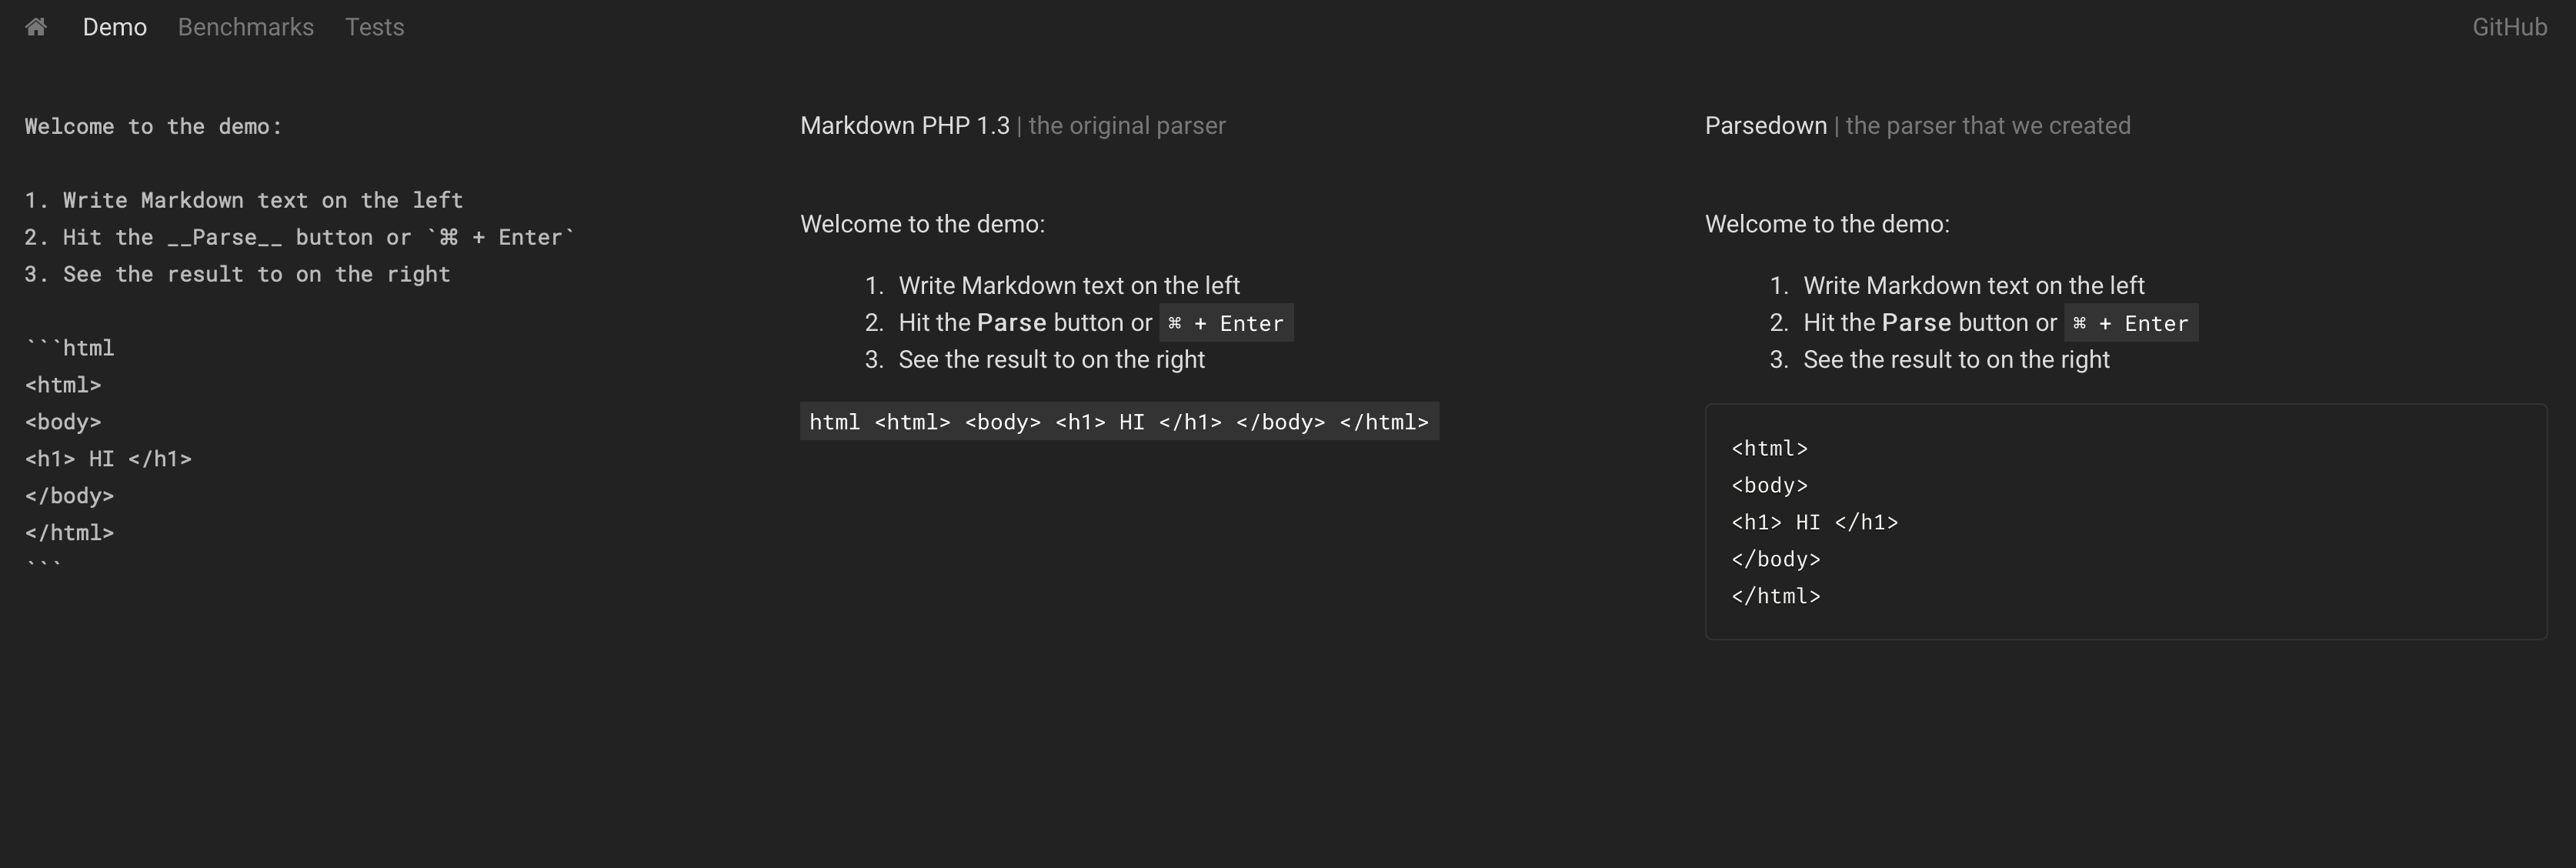 Demo Benchmarks Tests GitHub
Welcome to the demo:
1. Write Markdown text on the left
2. Hit the __Parse__ button or `⌘ + Enter`
3. See the result to on the right
```html
<html>
<body>
<h1> HI </h1>
</body>
</html>
```
Markdown PHP 1.3 | the original parser
Welcome to the demo:
1. Write Markdown text on the left
2. Hit the Parse button or ⌘ + Enter
3. See the result to on the right
html <html> <body> <h1> HI </h1> </body> </html>
Parsedown | the parser that we created
Welcome to the demo:
1. Write Markdown text on the left
2. Hit the Parse button or ⌘ + Enter
3. See the result to on the right
<html>
<body>
<h1> HI </h1>
</body>
</html>